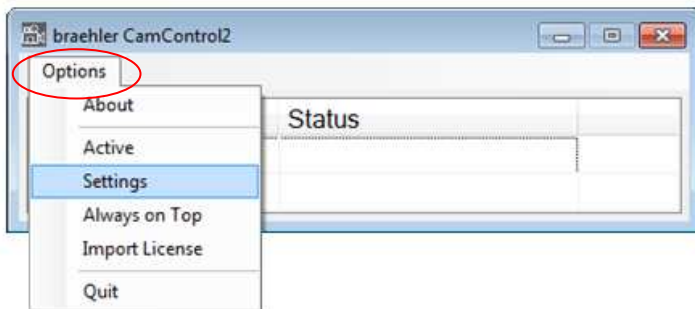 braehler CamControl2
Options
About
Status
Active
Settings
Always on Top
Import License
Quit